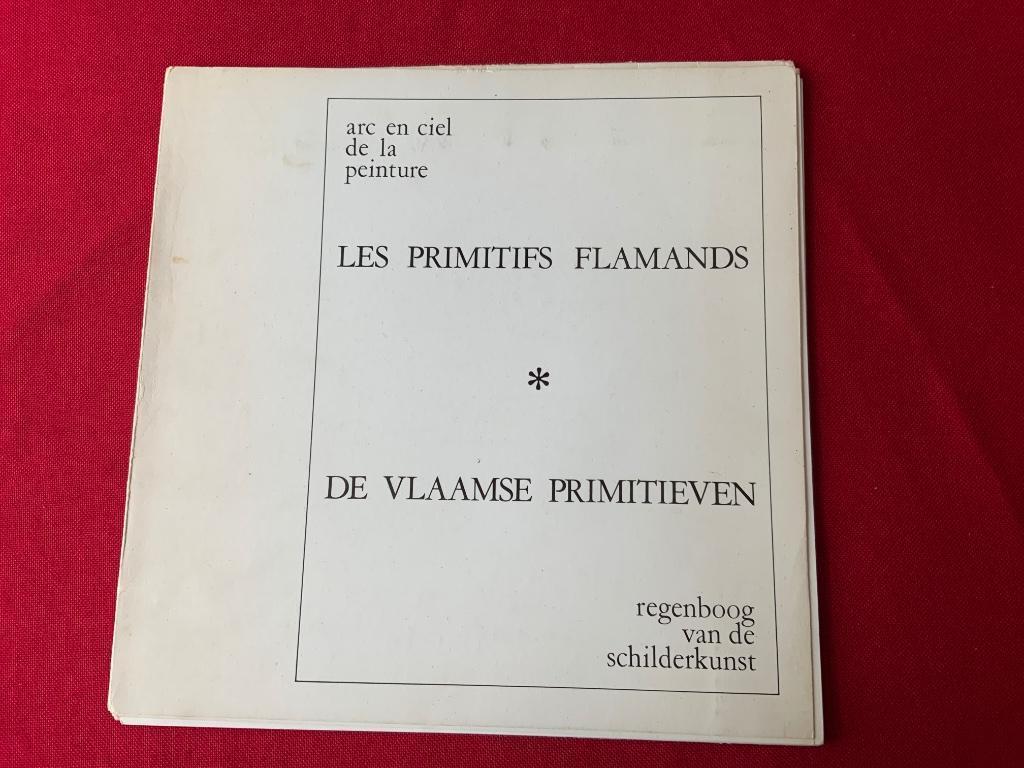 arc en ciel
de la
peinture
LES PRIMITIFS FLAMANDS
*
DE VLAAMSE PRIMITIEVEN
regenboog
van de
schilderkunst